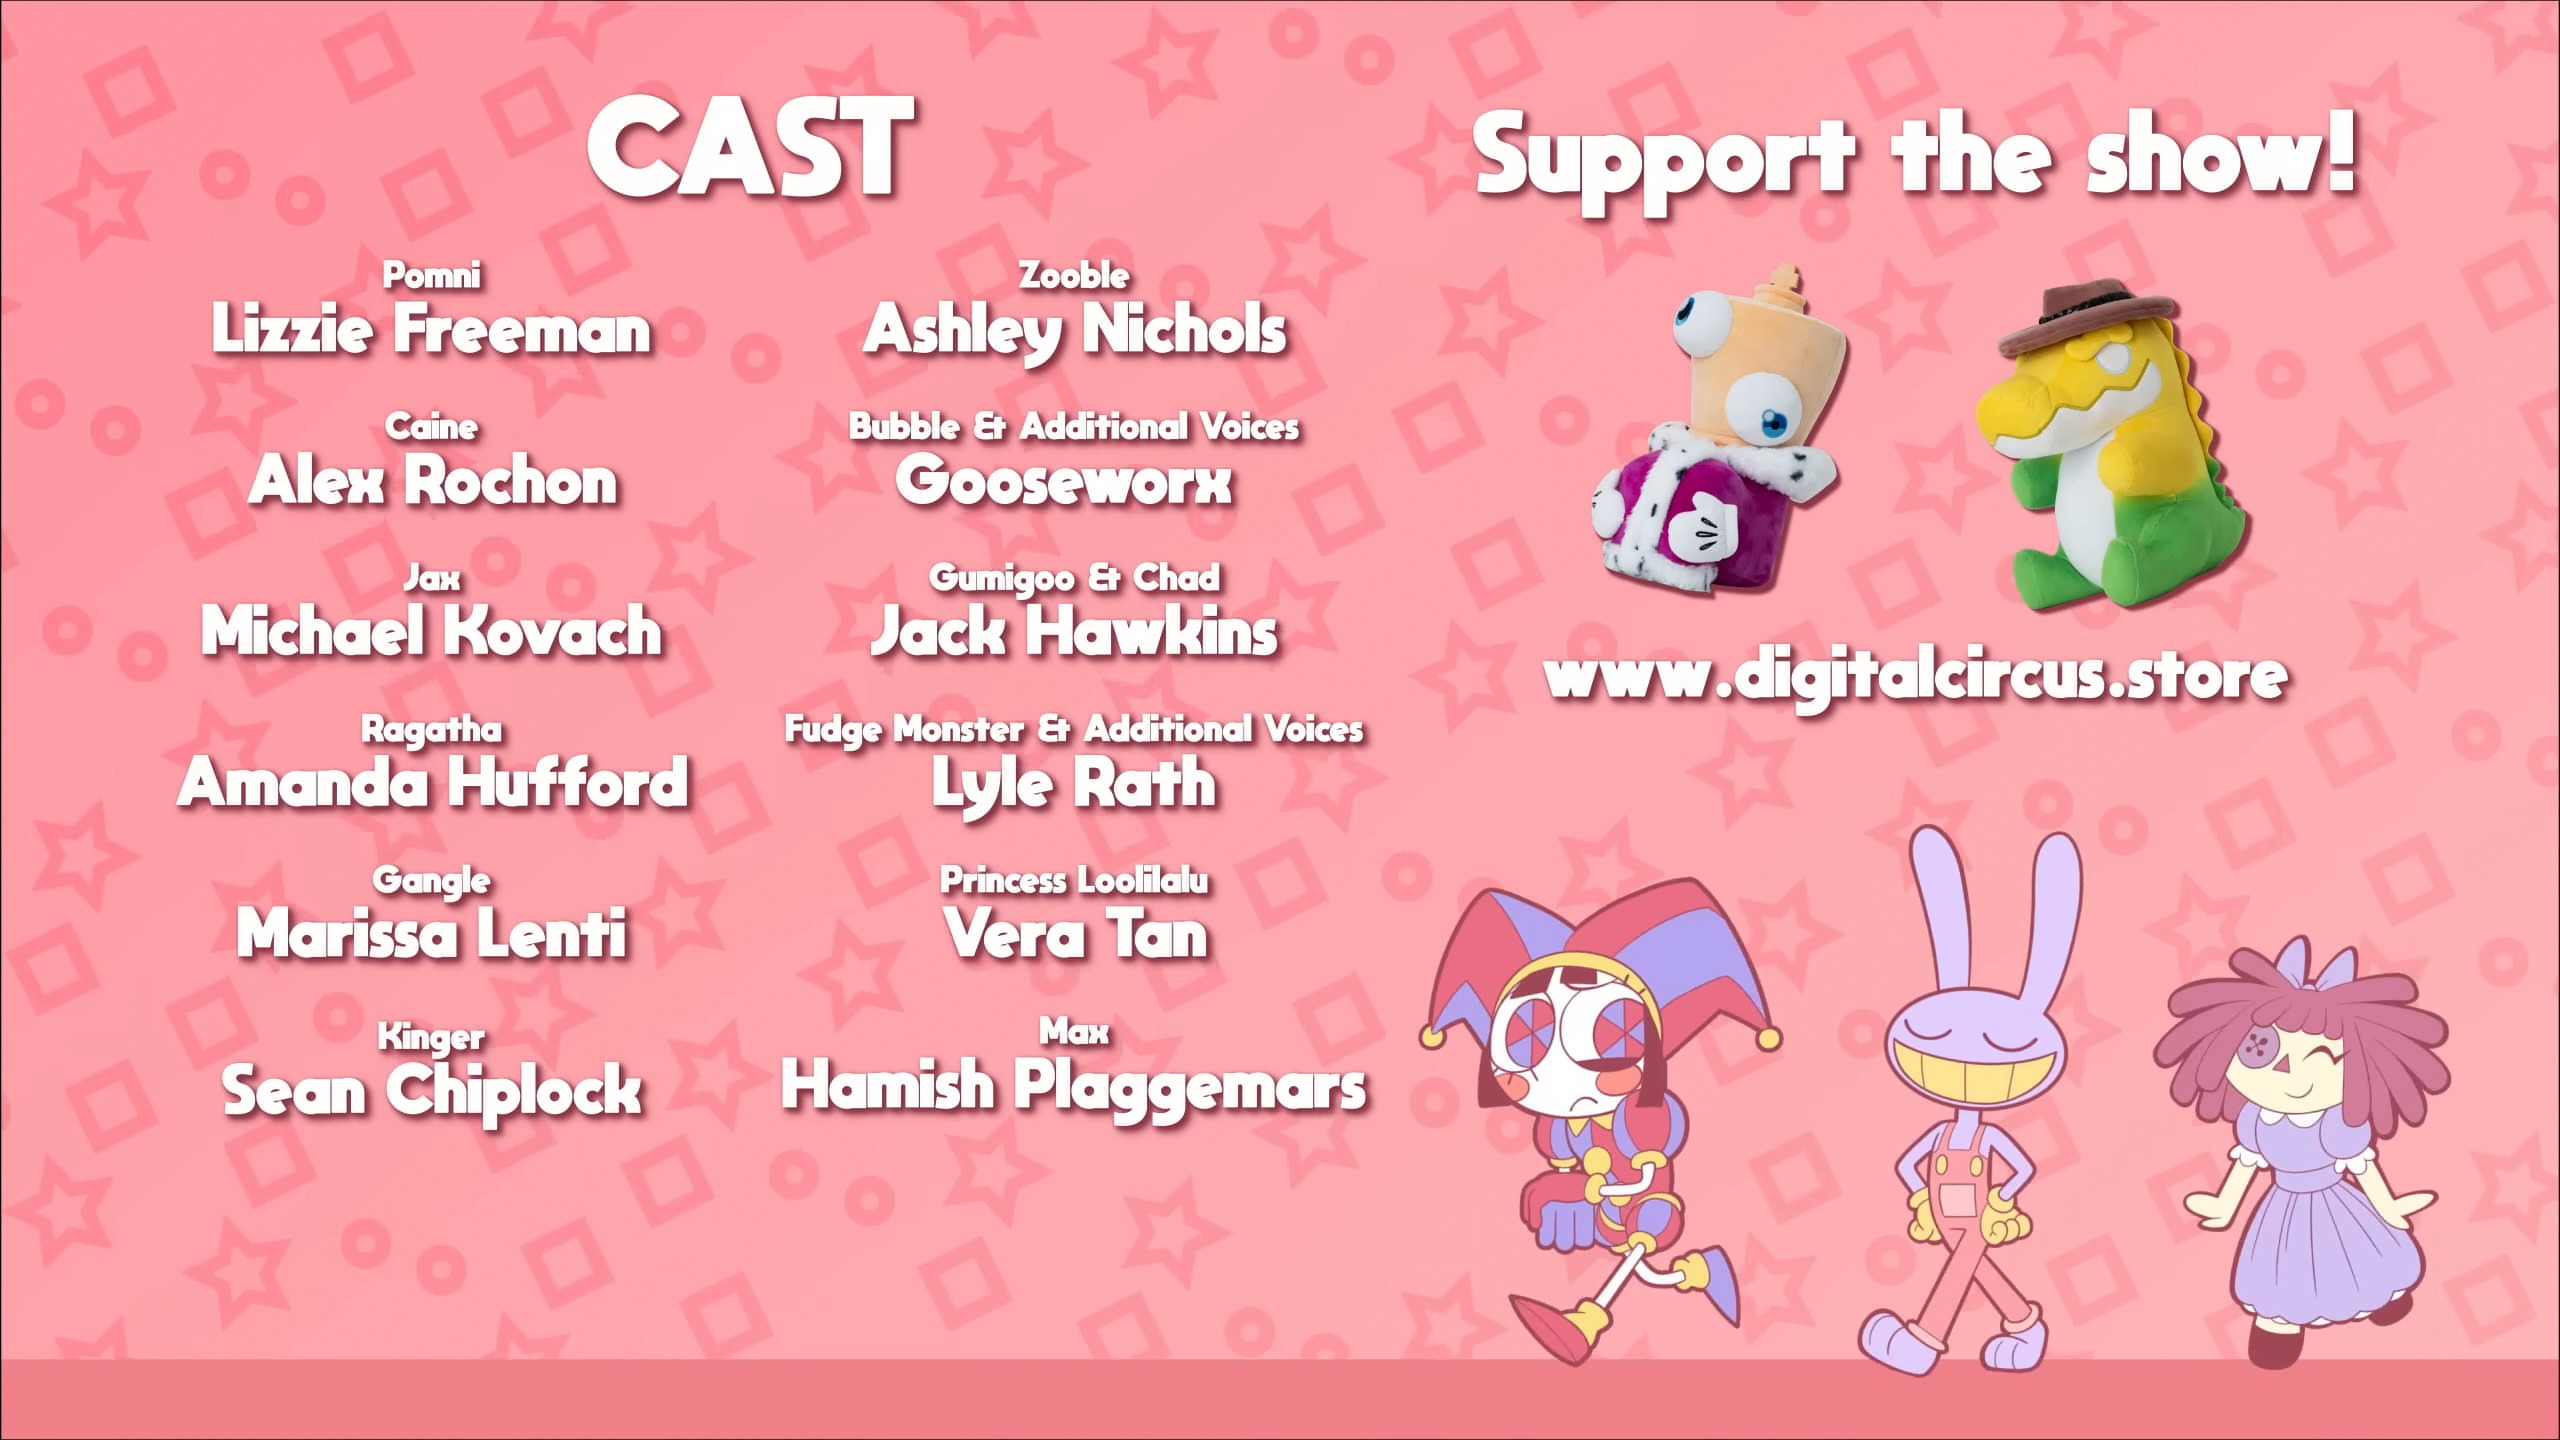 CAST
Pomni
Lizzie Freeman
Caine
Alex Rochon
Jax
Michael Kovach
Ragatha
Amanda Hufford
Gangle
Marissa Lenti
Kinger
Sean Chiplock
Zooble
Ashley Nichols
Bubble & Additional Voices
Gooseworx
Gumigoo & Chad
Jack Hawkins
Fudge Monster & Additional Voices
Lyle Rath
Princess Loolilalu
Vera Tan
Max
Hamish Plaggemars
Support the show!
www.digitalcircus.store